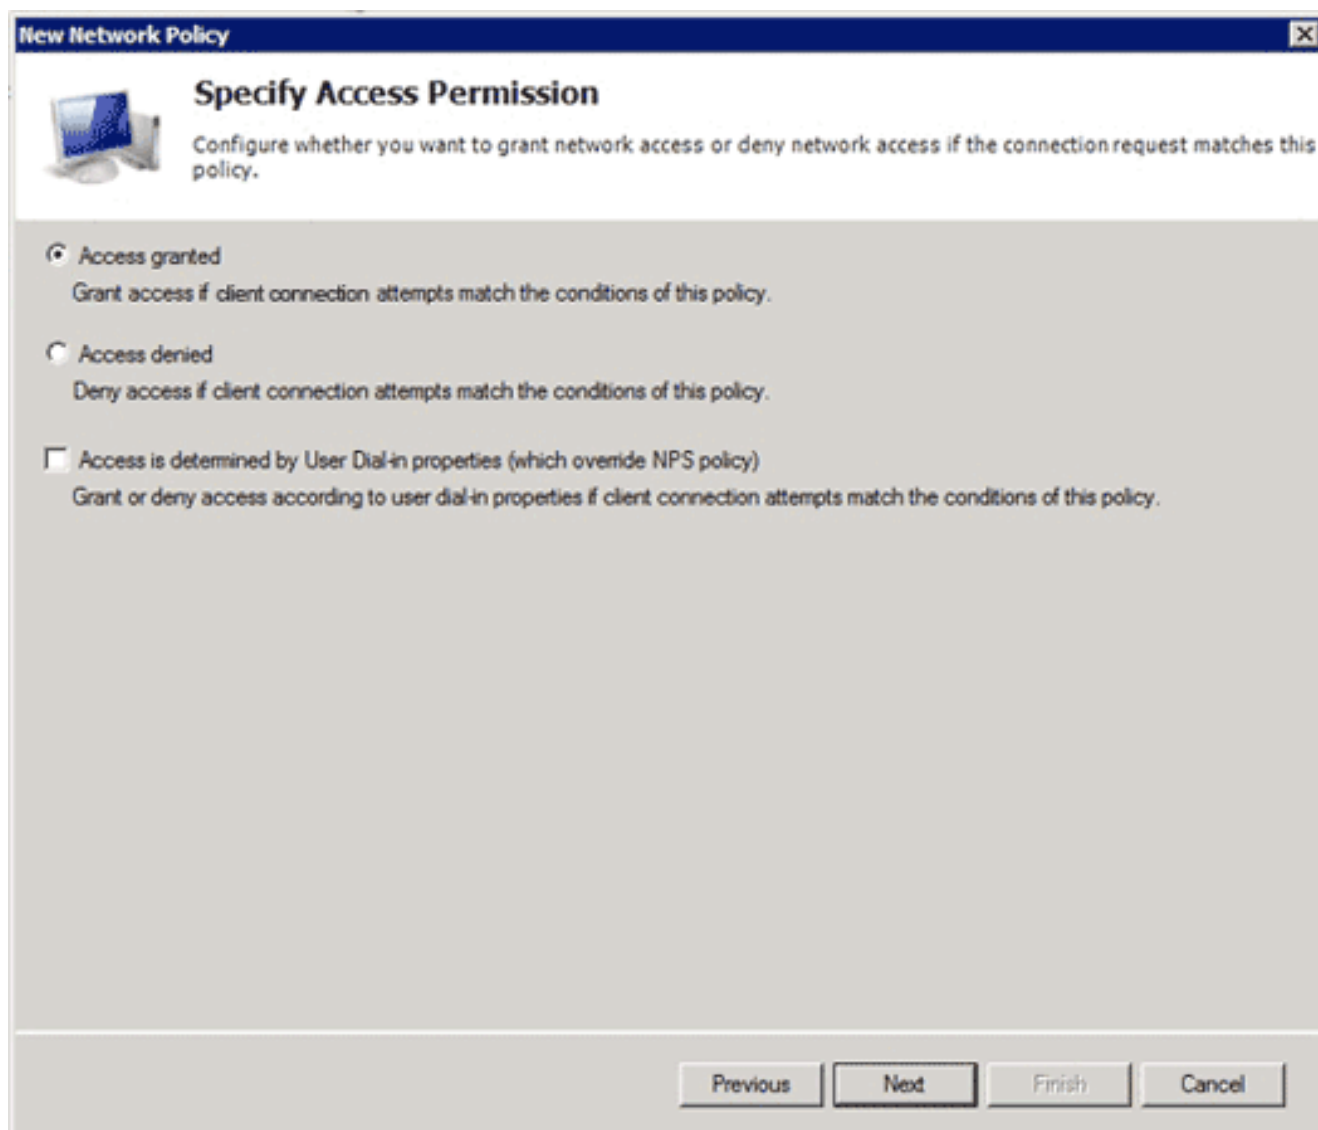 New Network Policy
Specify Access Permission
Configure whether you want to grant network access or deny network access if the connection request matches this
policy.
Access granted
Grant access if client connection attempts match the conditions of this policy.
Access denied
Deny access if client connection attempts match the conditions of this policy.
Access is determined by User Dial-in properties (which override NPS policy)
Grant or deny access according to user dial-in properties if client connection attempts match the conditions of this policy.
Previous Next Finish Cancel